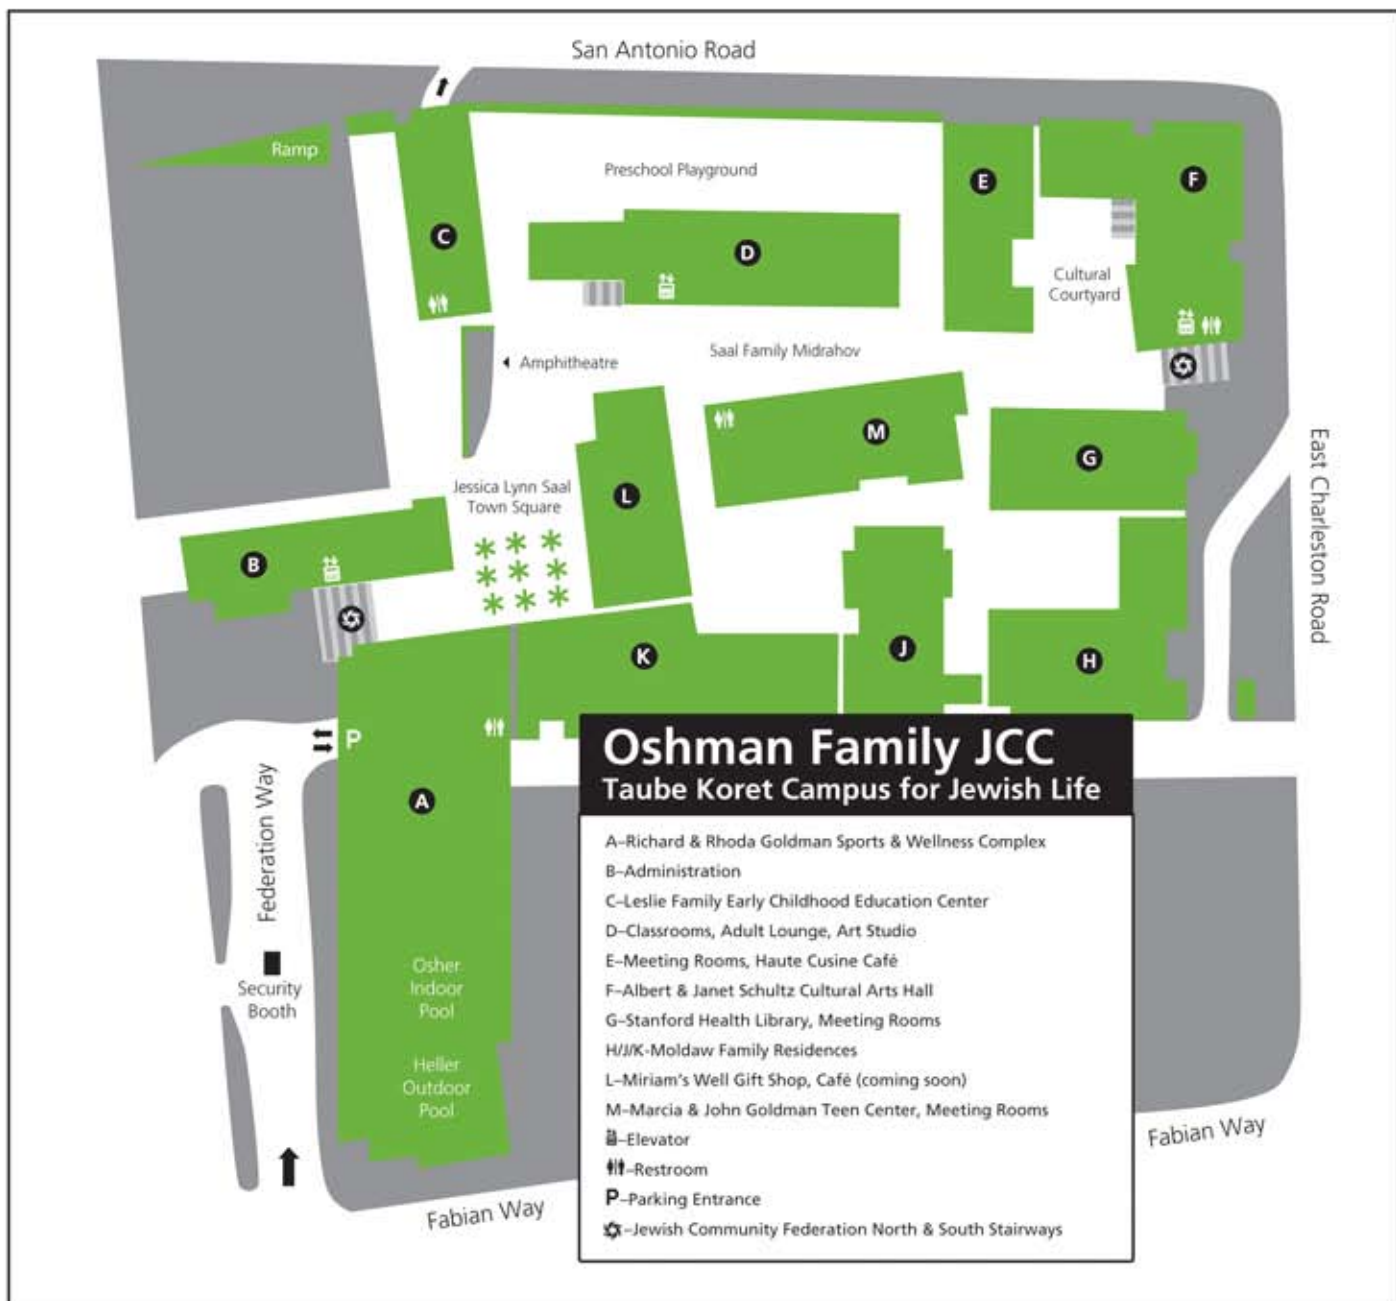 San Antonio Road
Ramp
Preschool Playground
E
F
C
D
Cultural
Courtyard
Saal Family Midrahov
Amphitheatre
M
G
East Charleston Road
Jessica Lynn Saal
Town Square
L
B
K
J
H
P
A
Federation Way
Security
Booth
Osher
Indoor
Pool
Heller
Outdoor
Pool
Fabian Way
Fabian Way
Oshman Family JCC
Taube Koret Campus for Jewish Life
A–Richard & Rhoda Goldman Sports & Wellness Complex
B–Administration
C–Leslie Family Early Childhood Education Center
D–Classrooms, Adult Lounge, Art Studio
E–Meeting Rooms, Haute Cusine Café
F–Albert & Janet Schultz Cultural Arts Hall
G–Stanford Health Library, Meeting Rooms
H/J/K-Moldaw Family Residences
L–Miriam's Well Gift Shop, Café (coming soon)
M–Marcia & John Goldman Teen Center, Meeting Rooms
–Elevator
–Restroom
P–Parking Entrance
–Jewish Community Federation North & South Stairways